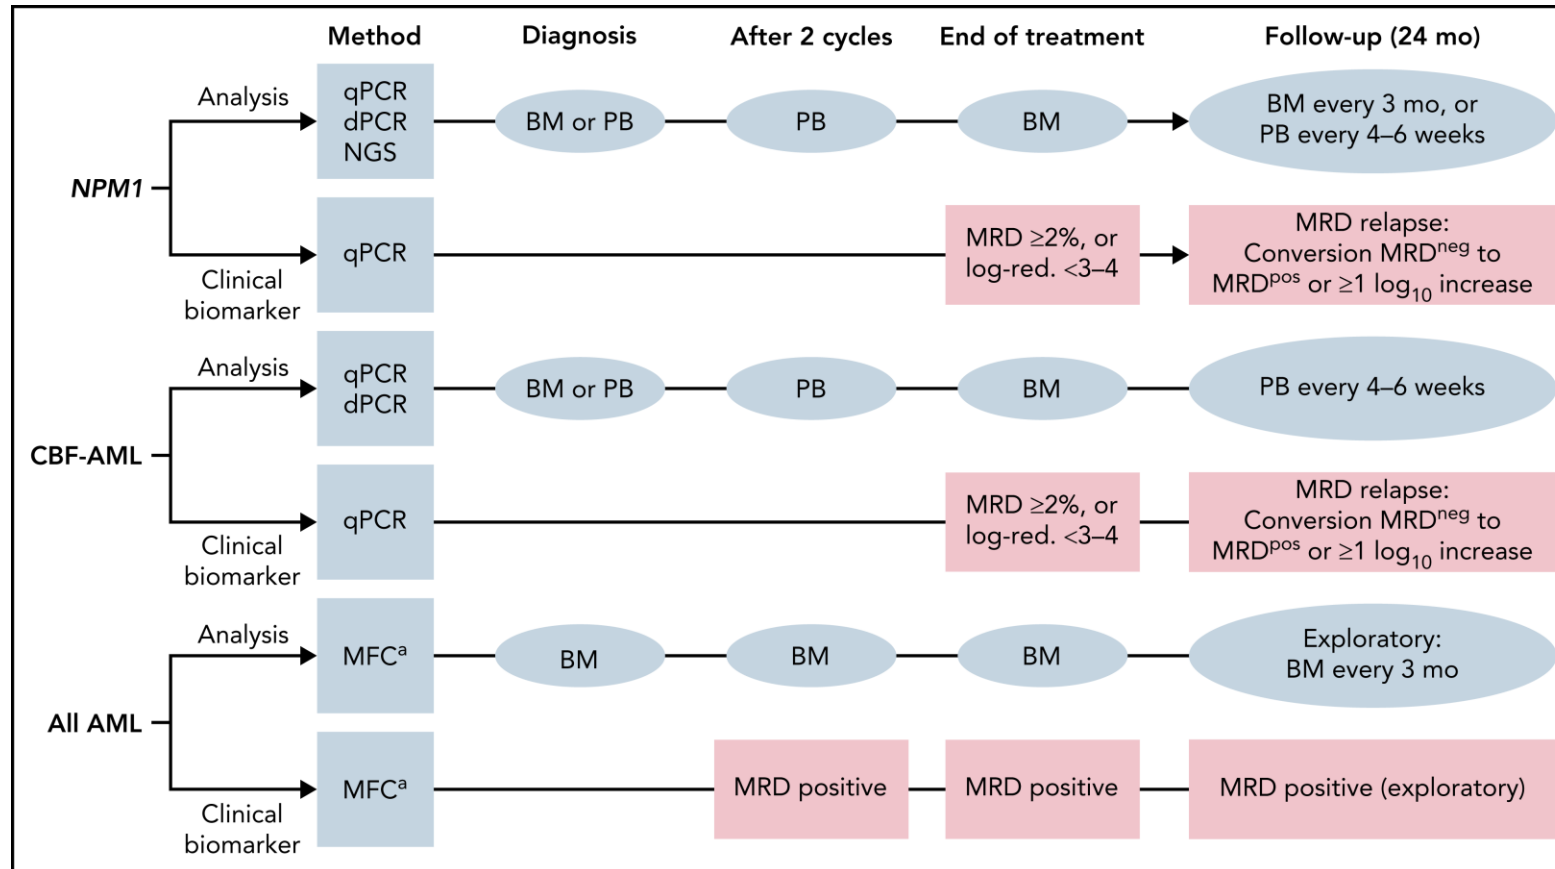 Method Diagnosis After 2 cycles End of treatment Follow-up (24 mo)
NPM1
Analysis
qPCR
dPCR
NGS
BM or PB
PB
BM
BM every 3 mo, or
PB every 4–6 weeks
Clinical
biomarker
qPCR
MRD ≥2%, or
log-red. <3–4
MRD relapse:
Conversion MRDneg to
MRDpos or ≥1 log10 increase
CBF-AML
Analysis
qPCR
dPCR
BM or PB
PB
BM
PB every 4–6 weeks
Clinical
biomarker
qPCR
MRD ≥2%, or
log-red. <3–4
MRD relapse:
Conversion MRDneg to
MRDpos or ≥1 log10 increase
All AML
Analysis
MFCa
BM
BM
BM
Exploratory:
BM every 3 mo
Clinical
biomarker
MFCa
MRD positive
MRD positive
MRD positive (exploratory)